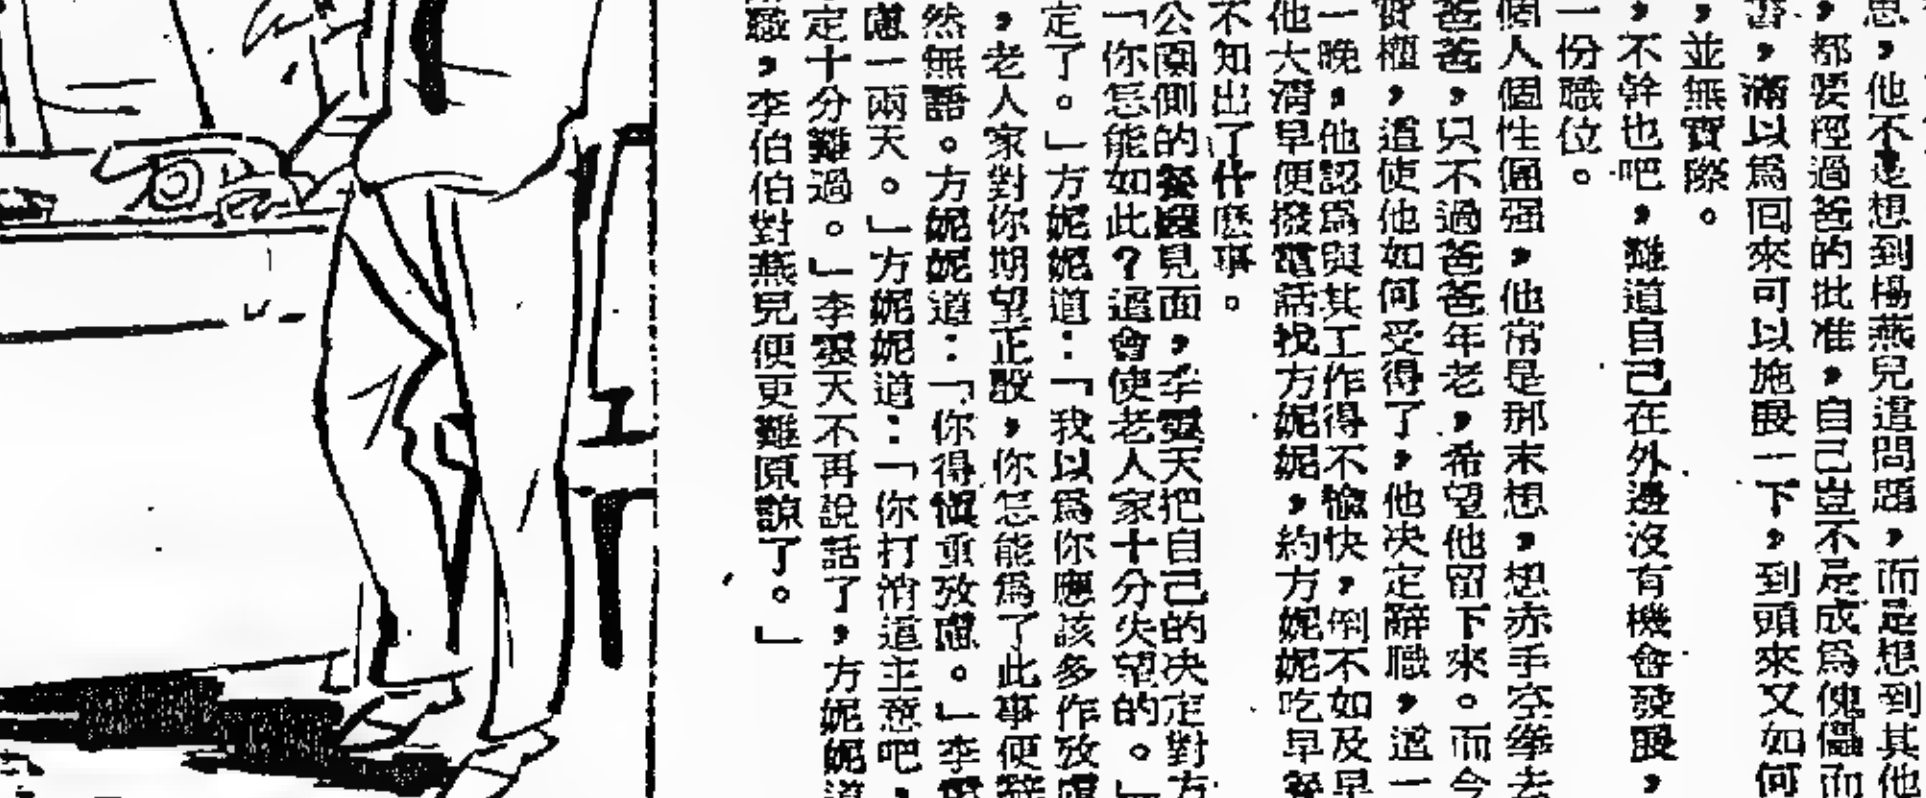 思，他不是想到楊燕兒這問題，而是想到其他
，都要經過爸的批准，自己豈不是成爲傀儡而
書，滿以爲回來可以施展一下，到頭來又如何
，並無實際。
，不幹也吧，難道自己在外邊沒有機會發展，
一份職位。
個人個性倔强，他常是那末想，想赤手空拳去
爸爸，只不過爸爸年老，希望他留下來。而今
實權，這使他如何受得了，他决定辭職，這一
一晚，他認爲與其工作得不愉快，倒不如及早
他大清早便撥電話找方妮妮，約方妮妮吃早餐
不知出了什麽事。
公園側的餐廳見面，李雲天把自己的决定對方
「你怎能如此？這會使老人家十分失望的。」
定了。」方妮妮道：「我以爲你應該多作攷慮
，老人家對你期望正殷，你怎能爲了此事便辭
然無語。方妮妮道：「你得愼重攷慮。」李雲
慮一兩天。」方妮妮道：「你打消這主意吧，
定十分難過。」李雲天不再說話了，方妮妮道
職，李伯伯對燕兒便更難原諒了。」